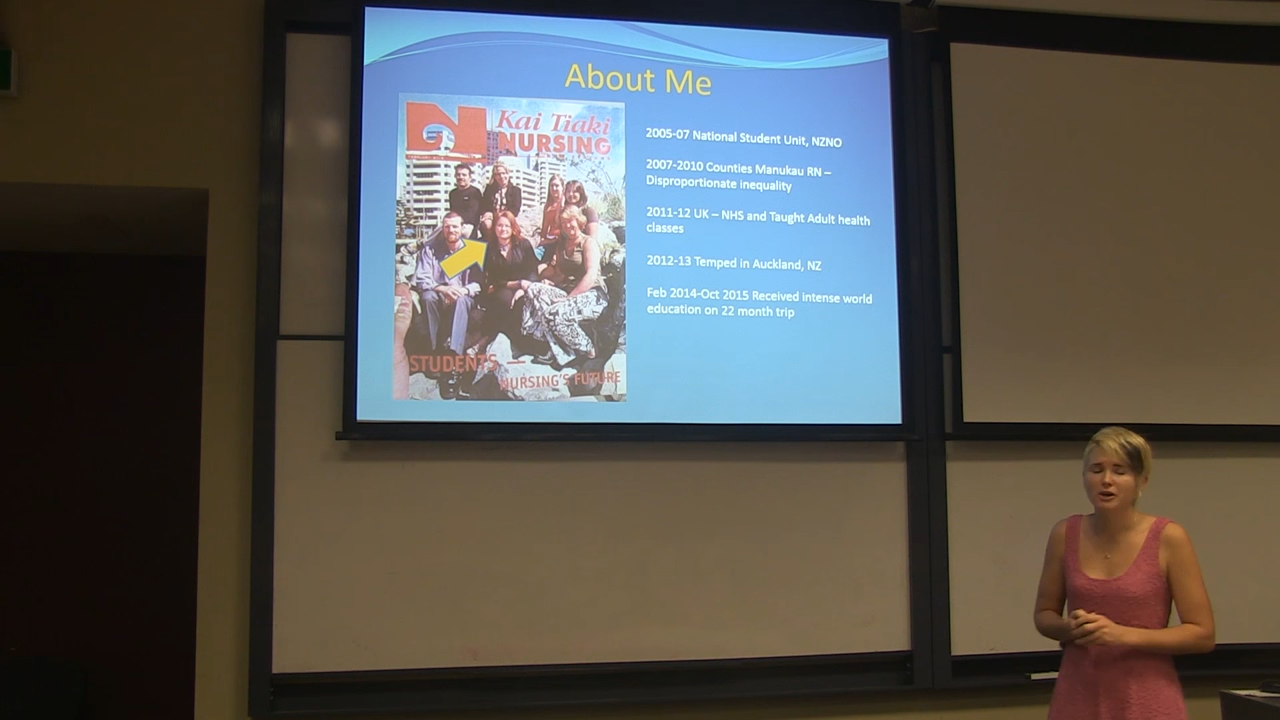 About Me
Kai Tiaki
NURSING
STUDENTS —
NURSING'S FUTURE
2005-07 National Student Unit, NZNO
2007-2010 Counties Manukau RN –
Disproportionate inequality
2011-12 UK – NHS and Taught Adult health
classes
2012-13 Temped in Auckland, NZ
Feb 2014-Oct 2015 Received intense world
education on 22 month trip